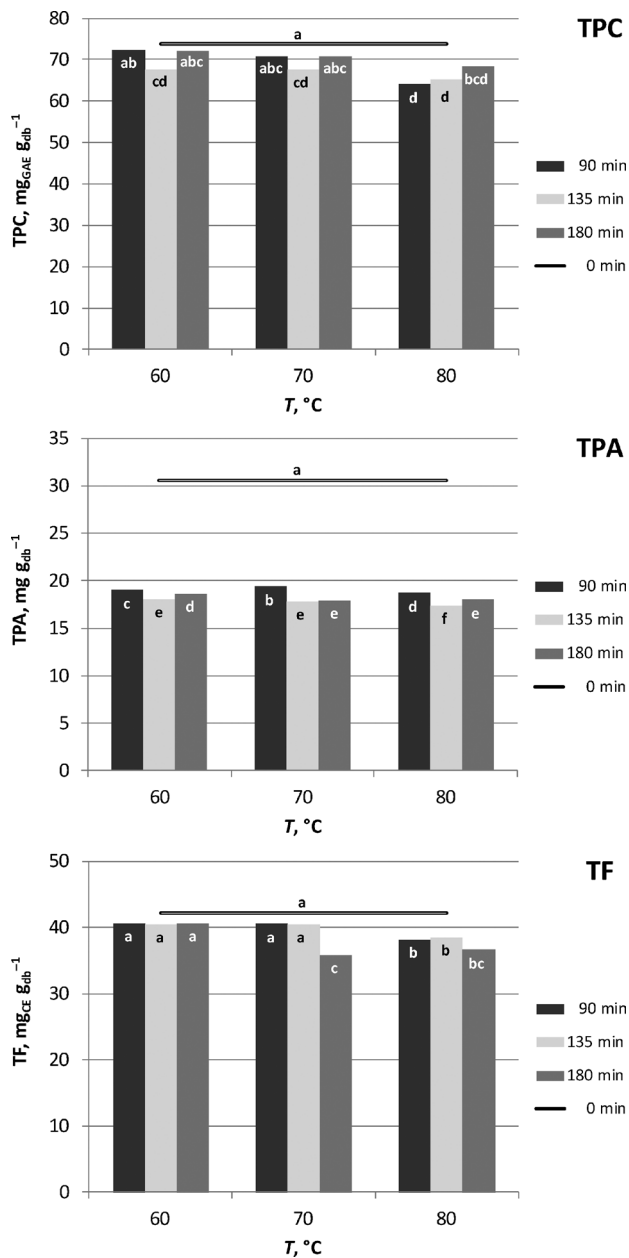 TPC
80
70
60
50
40
30
20
10
0
TPC, mgGAE gdb−1
a
ab cd abc
abc cd abc
d d bcd
60 70 80
T, °C
90 min
135 min
180 min
0 min
TPA
35
30
25
20
15
10
5
0
TPA, mg gdb−1
a
c e d
b e e
d f e
60 70 80
T, °C
90 min
135 min
180 min
0 min
TF
50
40
30
20
10
0
TF, mgCE gdb−1
a
a a a
a a c
b b bc
60 70 80
T, °C
90 min
135 min
180 min
0 min